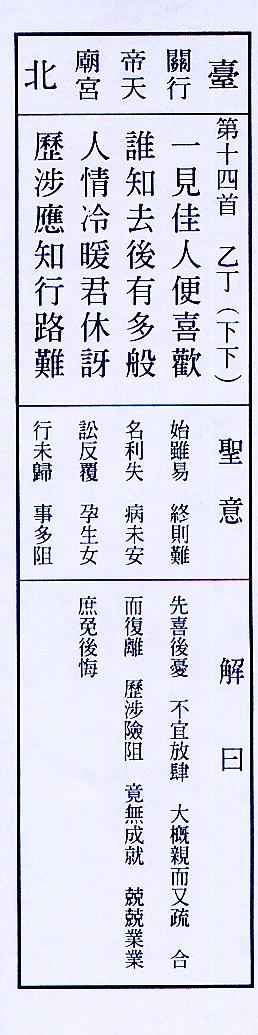 臺北
關帝廟
行天宮
第十四首　乙丁（下下）
一見佳人便喜歡
誰知去後有多般
人情冷暖君休訝
歷涉應知行路難
聖意
始雖易　終則難
名利失　病未安
訟反覆　孕生女
行未歸　事多阻
解曰
先喜後憂　不宜放肆　大概親而又疏　合
而復離　歷涉險阻　竟無成就　兢兢業業
庶免後悔